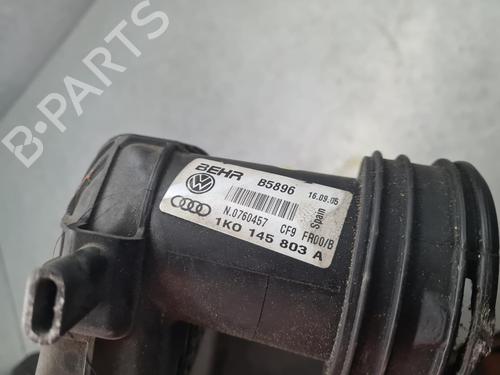 B-PARTS
BEHR B5896 16.09.05
N.0760457 CF9 FR00/B Spain
1K0 145 803 A